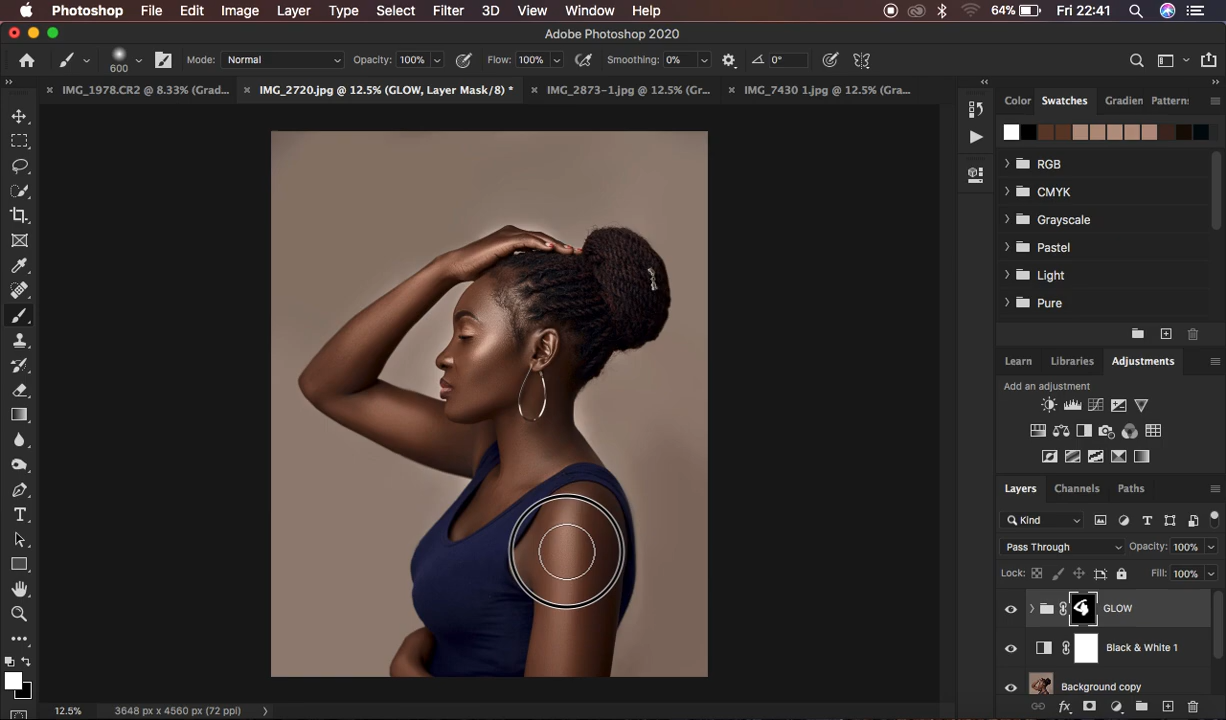 Photoshop File Edit Image Layer Type Select Filter 3D View Window Help 64% Fri 22:41
Adobe Photoshop 2020
600 Mode: Normal Opacity: 100% Flow: 100% Smoothing: 0% 0°
IMG_1978.CR2 @ 8.33% (Grad... IMG_2720.jpg @ 12.5% (GLOW, Layer Mask/8) * IMG_2873-1.jpg @ 12.5% (Gr... IMG_7430 1.jpg @ 12.5% (Gra...
Color Swatches Gradien Patterns
RGB
CMYK
Grayscale
Pastel
Light
Pure
Learn Libraries Adjustments
Add an adjustment
Layers Channels Paths
Kind
Pass Through Opacity: 100%
Lock: Fill: 100%
GLOW
Black & White 1
Background copy
12.5% 3648 px x 4560 px (72 ppi)